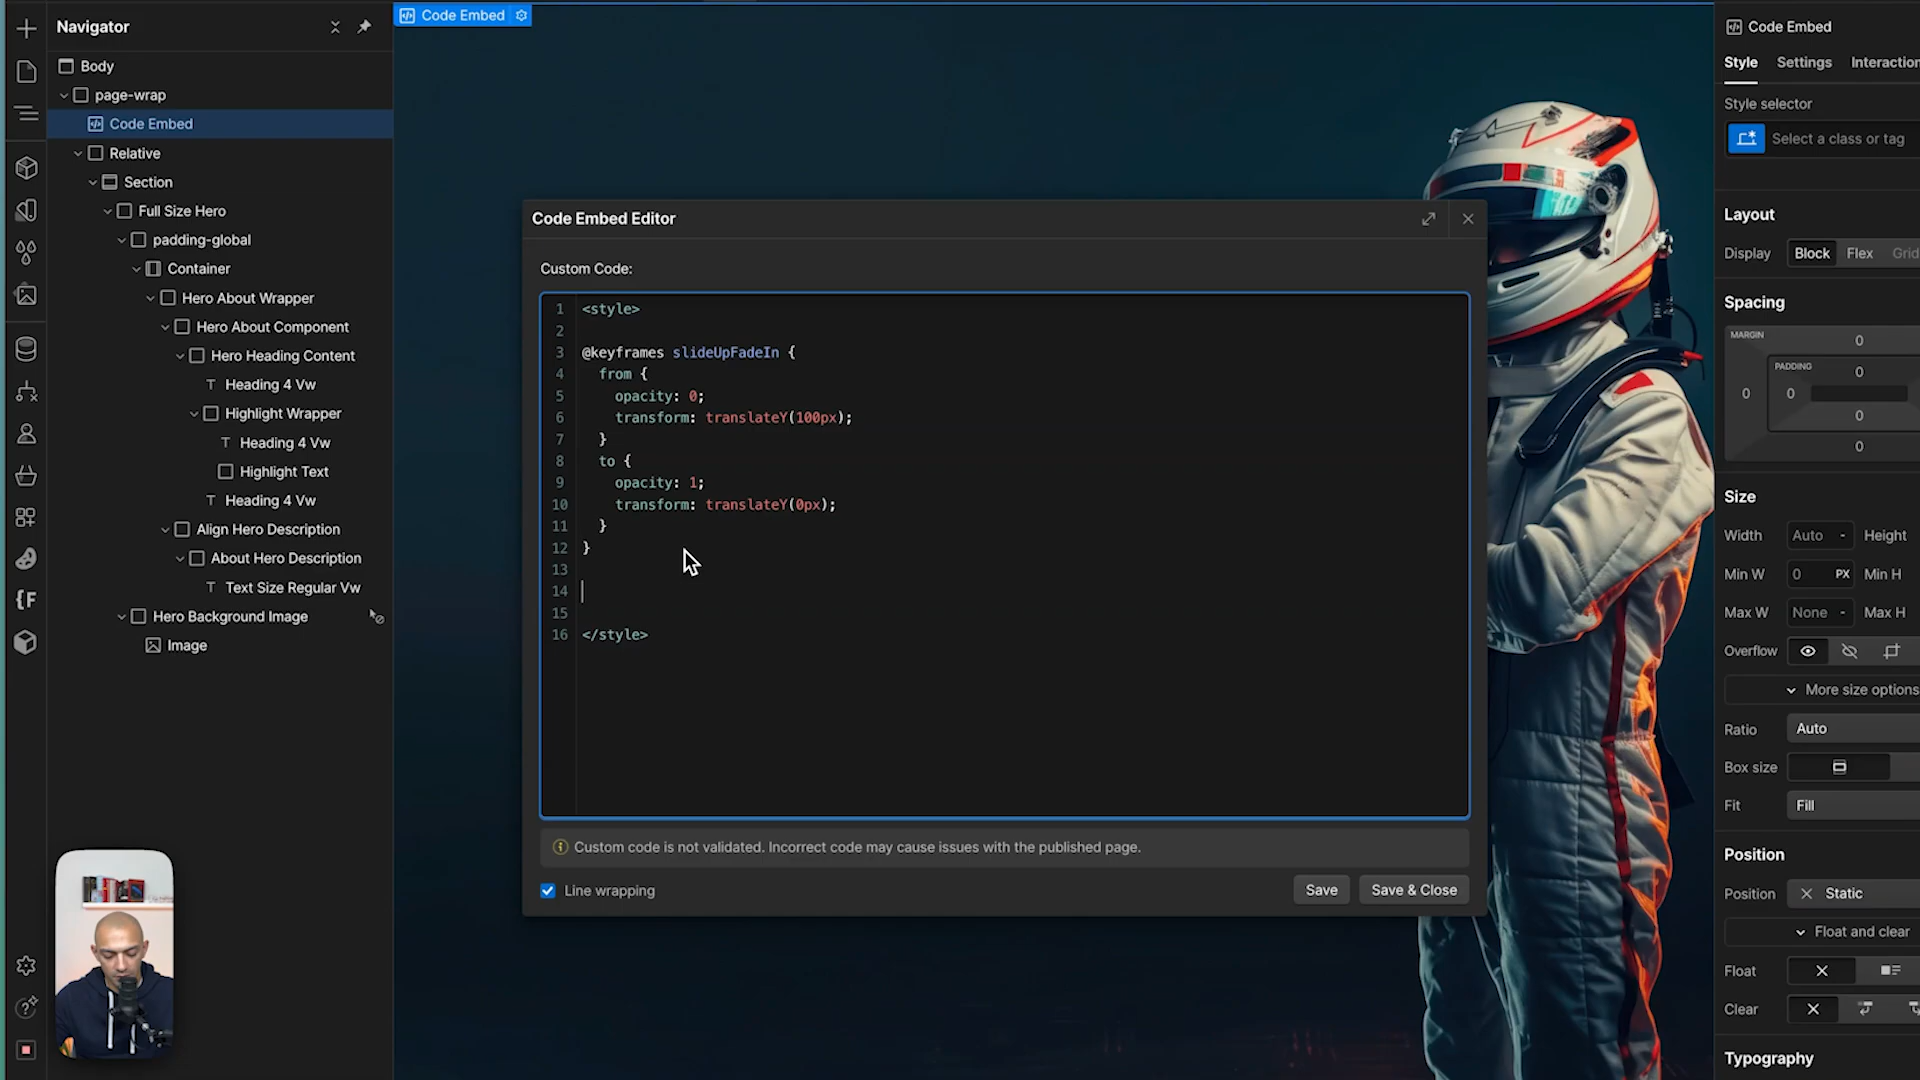 Navigator
Body
page-wrap
Code Embed
Relative
Section
Full Size Hero
padding-global
Container
Hero About Wrapper
Hero About Component
Hero Heading Content
Heading 4 Vw
Highlight Wrapper
Heading 4 Vw
Highlight Text
Heading 4 Vw
Align Hero Description
About Hero Description
Text Size Regular Vw
Hero Background Image
Image
Code Embed
Code Embed Editor
Custom Code:
1 <style>
2
3 @keyframes slideUpFadeIn {
4 from {
5 opacity: 0;
6 transform: translateY(100px);
7 }
8 to {
9 opacity: 1;
10 transform: translateY(0px);
11 }
12 }
13
14
15
16 </style>
Custom code is not validated. Incorrect code may cause issues with the published page.
Line wrapping
Save Save & Close
Code Embed
Style Settings Interaction
Style selector
Select a class or tag
Layout
Display Block Flex Grid
Spacing
MARGIN 0
PADDING 0
0 0
0
0
Size
Width Auto - Height
Min W 0 PX Min H
Max W None - Max H
Overflow
More size options
Ratio Auto
Box size
Fit Fill
Position
Position Static
Float and clear
Float
Clear
Typography